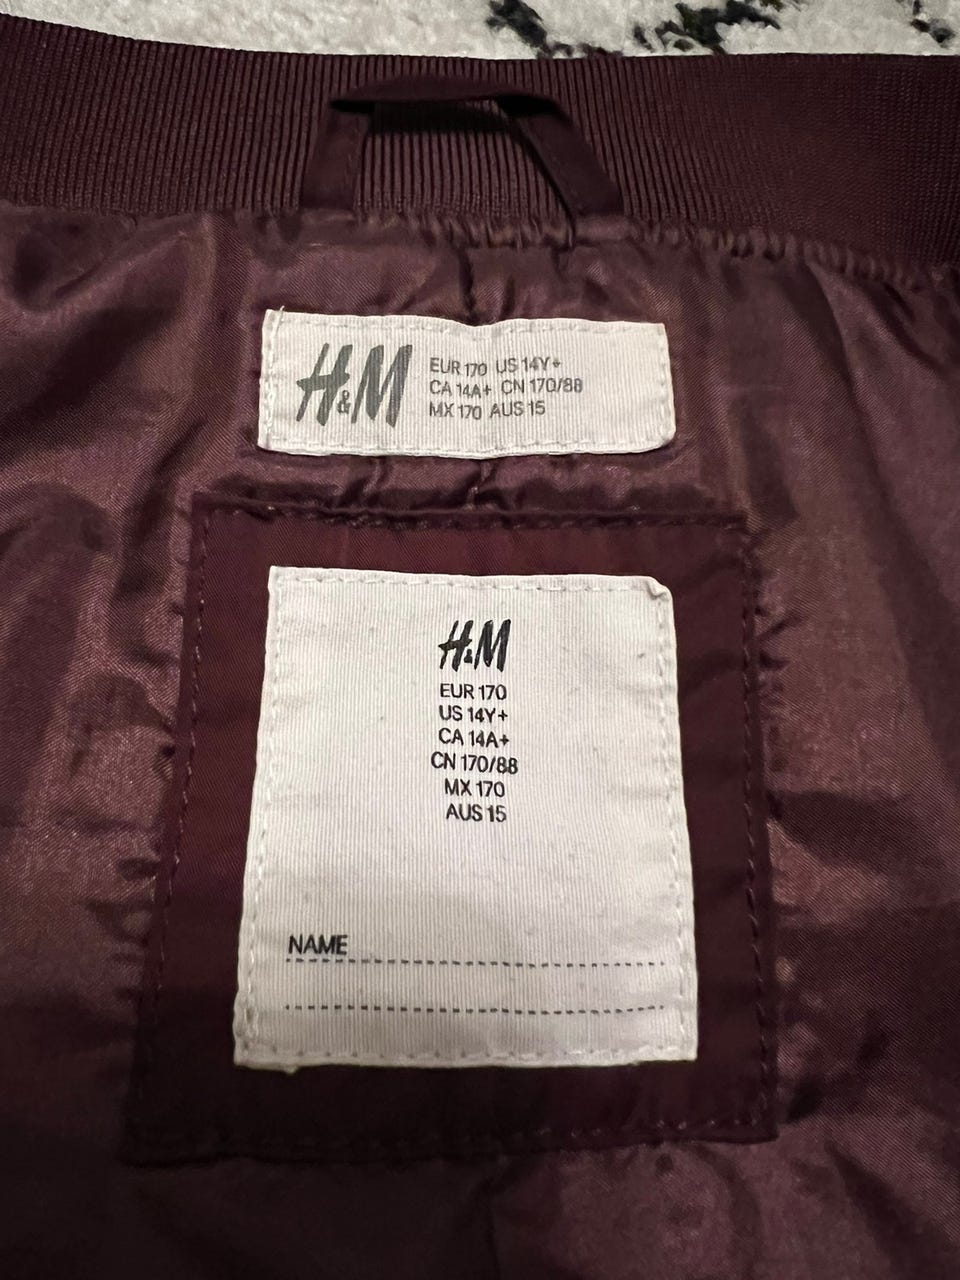 H&M
EUR 170 US 14Y+
CA 14A+ CN 170/88
MX 170 AUS 15
H&M
EUR 170
US 14Y+
CA 14A+
CN 170/88
MX 170
AUS 15
NAME